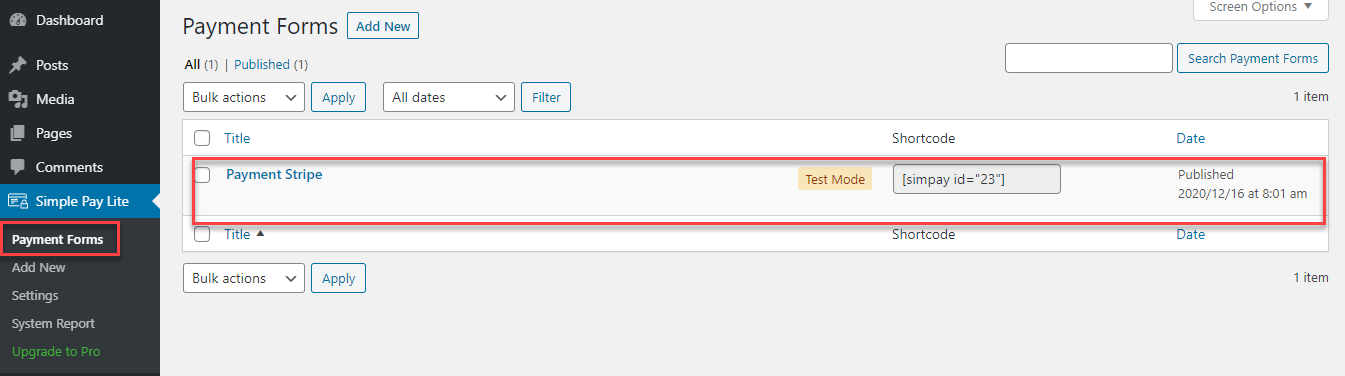 Dashboard
Posts
Media
Pages
Comments
Simple Pay Lite
Payment Forms
Add New
Settings
System Report
Upgrade to Pro
Screen Options ▼
Payment Forms Add New
All (1) | Published (1)
Search Payment Forms
Bulk actions Apply All dates Filter 1 item
Title Shortcode Date
Payment Stripe Test Mode [simpay id="23"] Published
2020/12/16 at 8:01 am
Title ▲ Shortcode Date
Bulk actions Apply 1 item